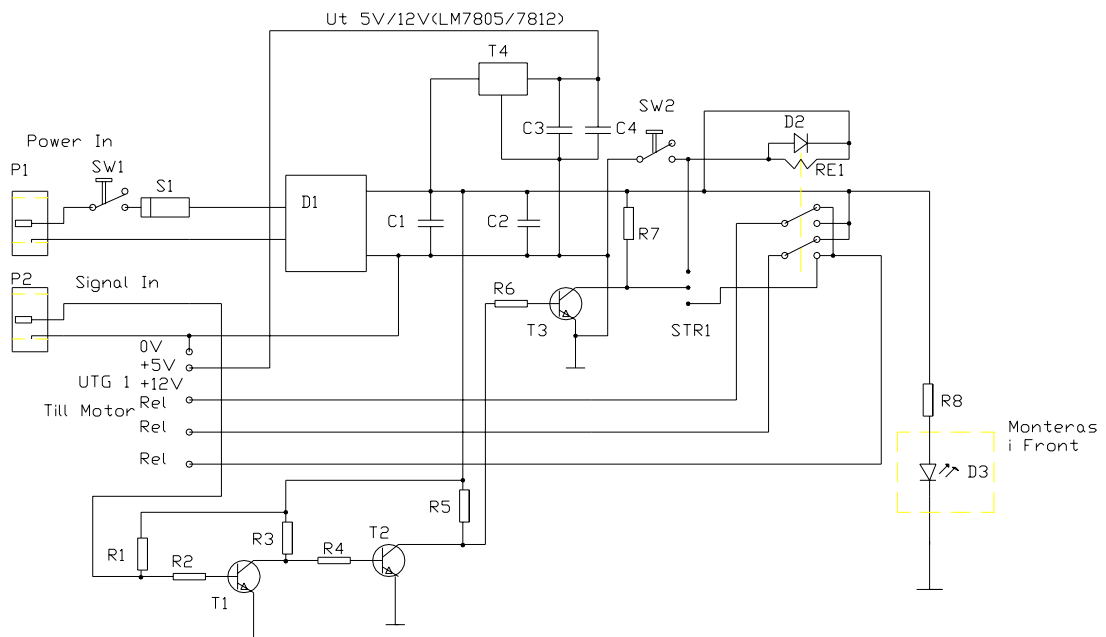 Ut 5V/12V(LM7805/7812)
T4
SW2
C3
C4
D2
RE1
Power In
P1
SW1
S1
D1
C1
C2
R7
P2
Signal In
R6
T3
STR1
0V
+5V
UTG 1 +12V
Till Motor Rel
Rel
Rel
R8
Monteras
i Front
D3
R5
R1
R2
R3
R4
T2
T1